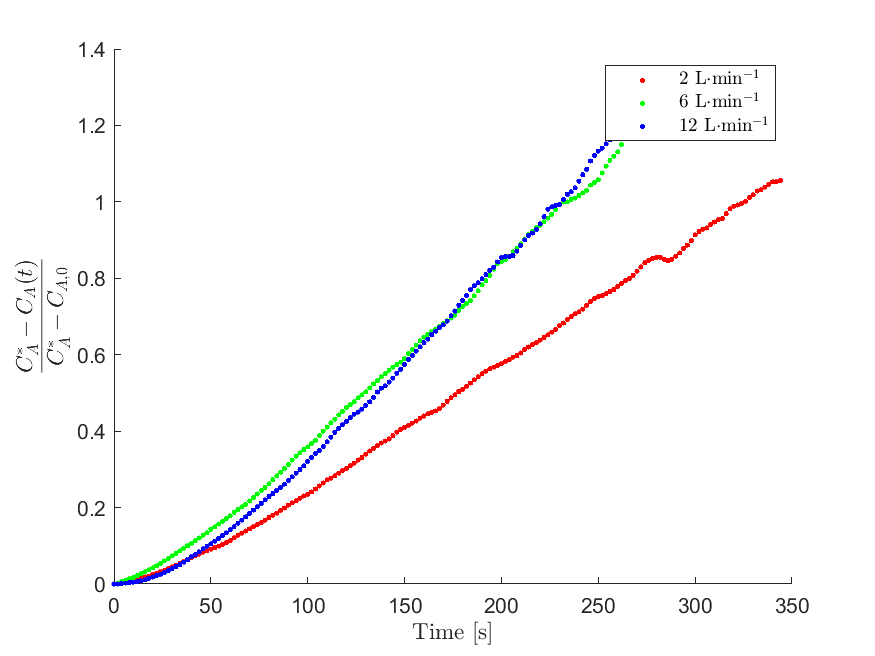 1.4
1.2
1
0.8
0.6
0.4
0.2
0
2 L·min⁻¹
6 L·min⁻¹
12 L·min⁻¹
C*_A − C_A(t)
C*_A − C_{A,0}
0 50 100 150 200 250 300 350
Time [s]